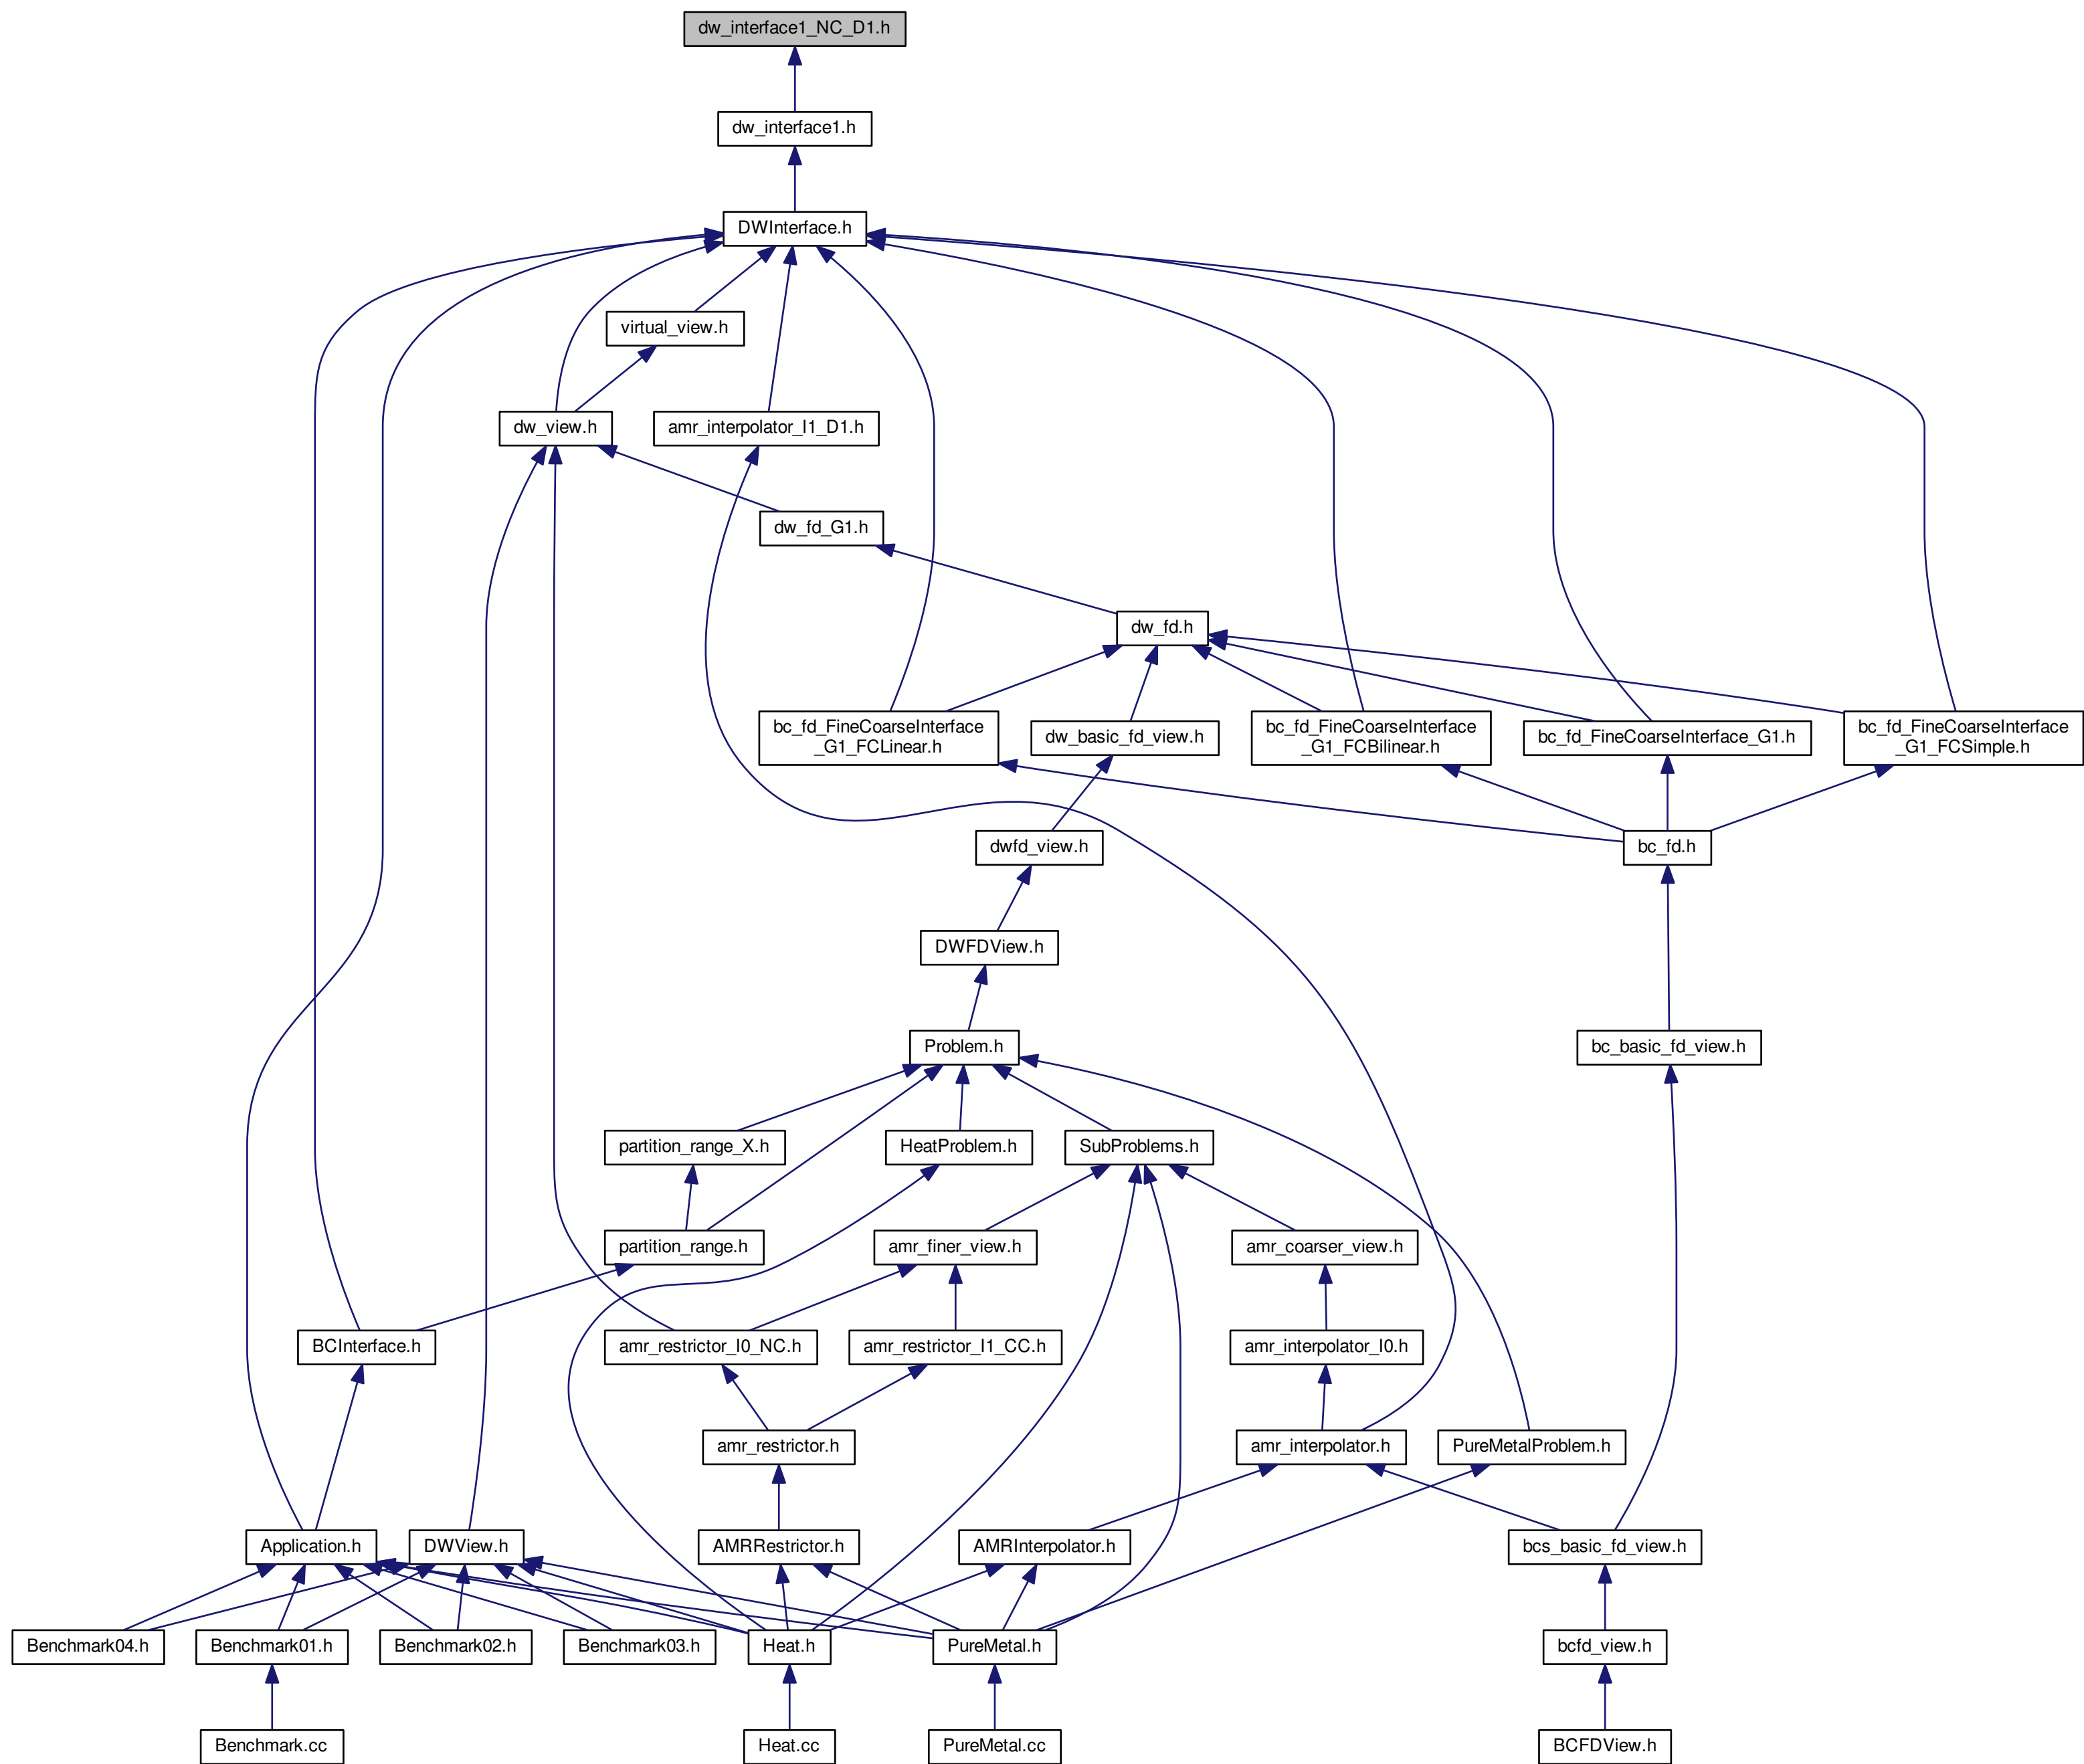 dw_interface1_NC_D1.h
dw_interface1.h
DWInterface.h
virtual_view.h
dw_view.h
amr_interpolator_I1_D1.h
dw_fd_G1.h
dw_fd.h
bc_fd_FineCoarseInterface
_G1_FCLinear.h
dw_basic_fd_view.h
bc_fd_FineCoarseInterface
_G1_FCBilinear.h
bc_fd_FineCoarseInterface_G1.h
bc_fd_FineCoarseInterface
_G1_FCSimple.h
dwfd_view.h
bc_fd.h
DWFDView.h
Problem.h
bc_basic_fd_view.h
partition_range_X.h
HeatProblem.h
SubProblems.h
partition_range.h
amr_finer_view.h
amr_coarser_view.h
BCInterface.h
amr_restrictor_I0_NC.h
amr_restrictor_I1_CC.h
amr_interpolator_I0.h
amr_restrictor.h
amr_interpolator.h
PureMetalProblem.h
Application.h
DWView.h
AMRRestrictor.h
AMRInterpolator.h
bcs_basic_fd_view.h
Benchmark04.h
Benchmark01.h
Benchmark02.h
Benchmark03.h
Heat.h
PureMetal.h
bcfd_view.h
Benchmark.cc
Heat.cc
PureMetal.cc
BCFDView.h